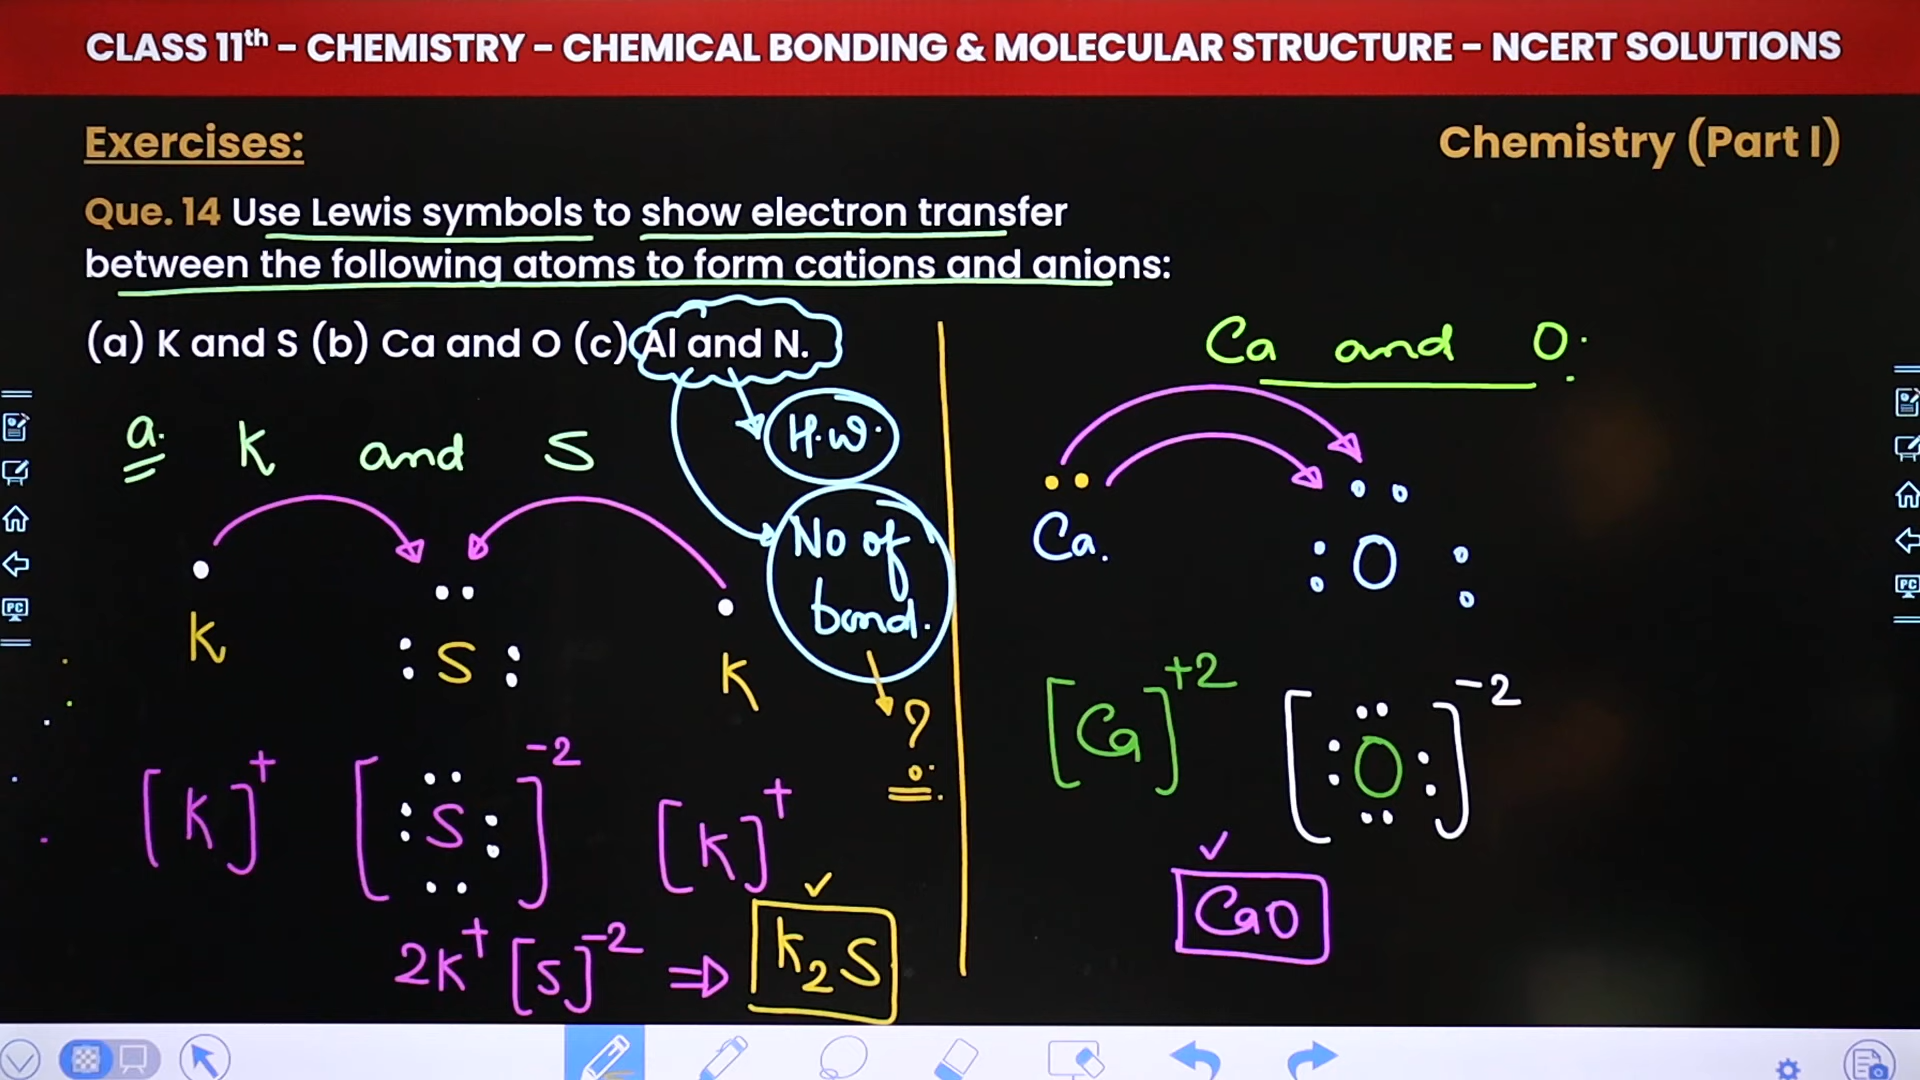 CLASS 11th – CHEMISTRY – CHEMICAL BONDING & MOLECULAR STRUCTURE – NCERT SOLUTIONS
Exercises:
Chemistry (Part I)
Que. 14 Use Lewis symbols to show electron transfer
between the following atoms to form cations and anions:
(a) K and S (b) Ca and O (c) Al and N.
H.W.
No of
bond.
?
a. K and S
K
S
K
[K]+ [S]-2 [K]+
2K+ [S]-2 ⇒ K2S
Ca and O
Ca.
O
[Ca]+2 [O]-2
CaO
PC
PC